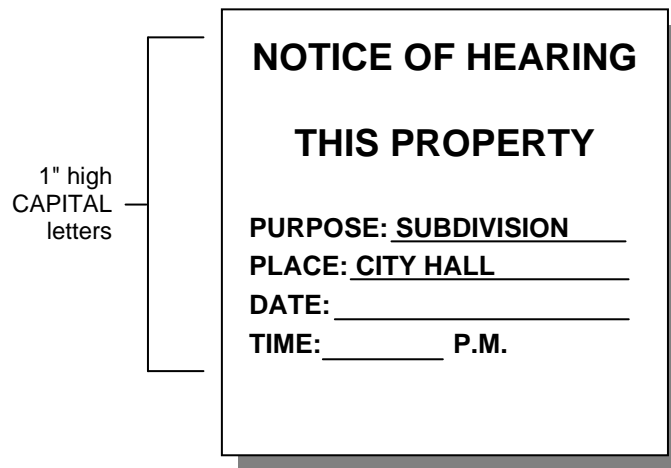 NOTICE OF HEARING
THIS PROPERTY
1" high
CAPITAL
letters
PURPOSE: SUBDIVISION
PLACE: CITY HALL
DATE:
TIME: P.M.